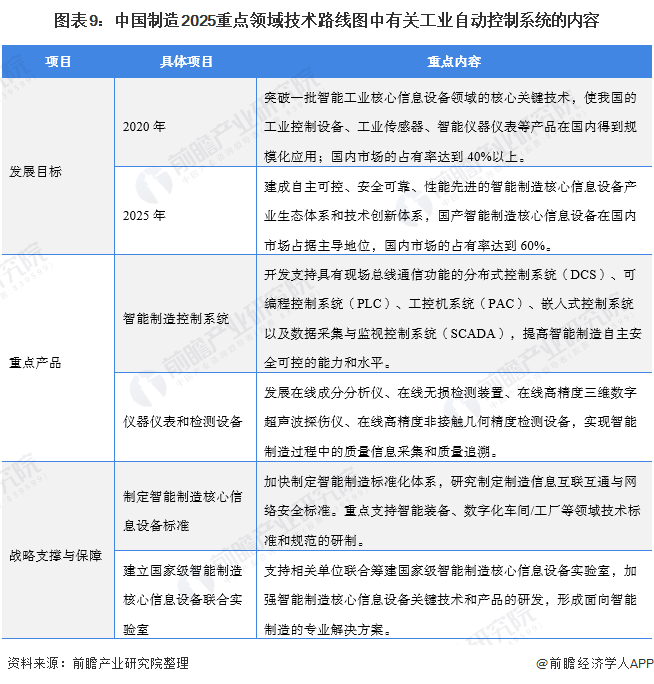 图表9：中国制造2025重点领域技术路线图中有关工业自动控制系统的内容
项目
具体项目
重点内容
发展目标
2020 年
突破一批智能工业核心信息设备领域的核心关键技术，使我国的
工业控制设备、工业传感器、智能仪器仪表等产品在国内得到规
模化应用；国内市场的占有率达到 40%以上。
2025 年
建成自主可控、安全可靠、性能先进的智能制造核心信息设备产
业生态体系和技术创新体系，国产智能制造核心信息设备在国内
市场占据主导地位，国内市场的占有率达到 60%。
重点产品
智能制造控制系统
开发支持具有现场总线通信功能的分布式控制系统（DCS）、可
编程控制系统（PLC）、工控机系统（PAC）、嵌入式控制系统
以及数据采集与监视控制系统（SCADA），提高智能制造自主安
全可控的能力和水平。
仪器仪表和检测设备
发展在线成分分析仪、在线无损检测装置、在线高精度三维数字
超声波探伤仪、在线高精度非接触几何精度检测设备，实现智能
制造过程中的质量信息采集和质量追溯。
战略支撑与保障
制定智能制造核心信
息设备标准
加快制定智能制造标准化体系，研究制定制造信息互联互通与网
络安全标准。重点支持智能装备、数字化车间/工厂等领域技术标
准和规范的研制。
建立国家级智能制造
核心信息设备联合实
验室
支持相关单位联合筹建国家级智能制造核心信息设备实验室，加
强智能制造核心信息设备关键技术和产品的研发，形成面向智能
制造的专业解决方案。
资料来源：前瞻产业研究院整理
@前瞻经济学人APP
前瞻产业研究院